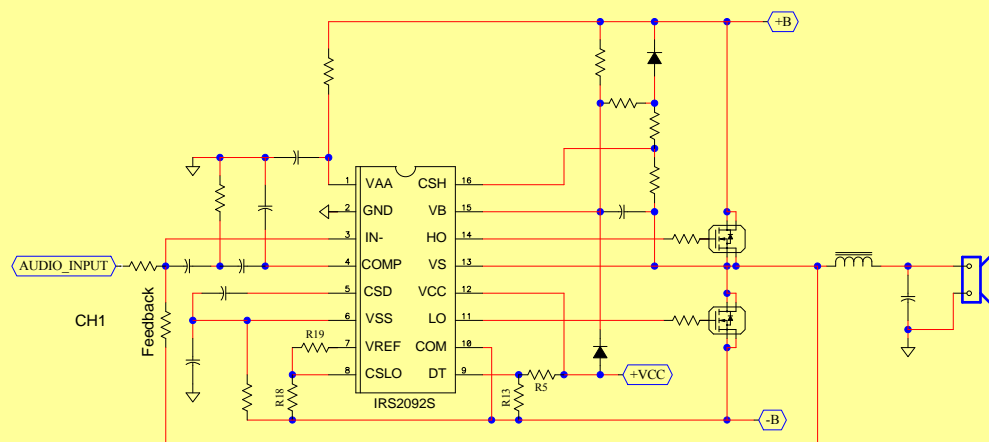 +B
1 VAA CSH 16
2 GND VB 15
3 IN- HO 14
AUDIO_INPUT
4 COMP VS 13
5 CSD VCC 12
CH1
Feedback
6 VSS LO 11
R19
7 VREF COM 10
8 CSLO DT 9
R5
+VCC
R18
R13
IRS2092S
-B